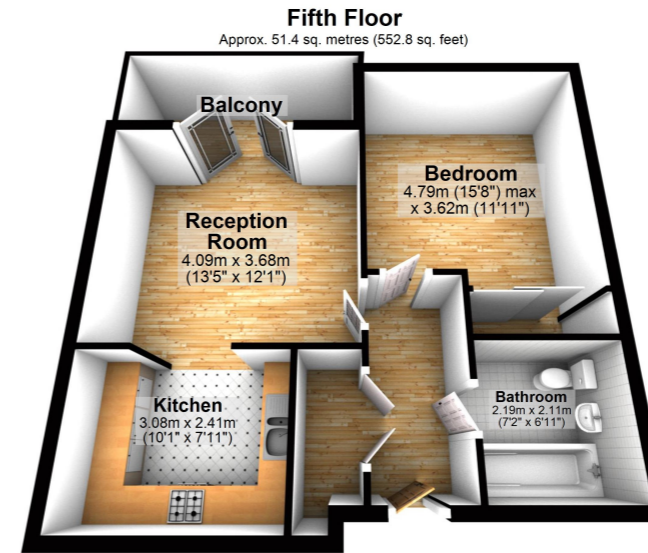 Fifth Floor
Approx. 51.4 sq. metres (552.8 sq. feet)
Balcony
Bedroom
4.79m (15'8") max
x 3.62m (11'11")
Reception
Room
4.09m x 3.68m
(13'5" x 12'1")
Kitchen
3.08m x 2.41m
(10'1" x 7'11")
Bathroom
2.19m x 2.11m
(7'2" x 6'11")